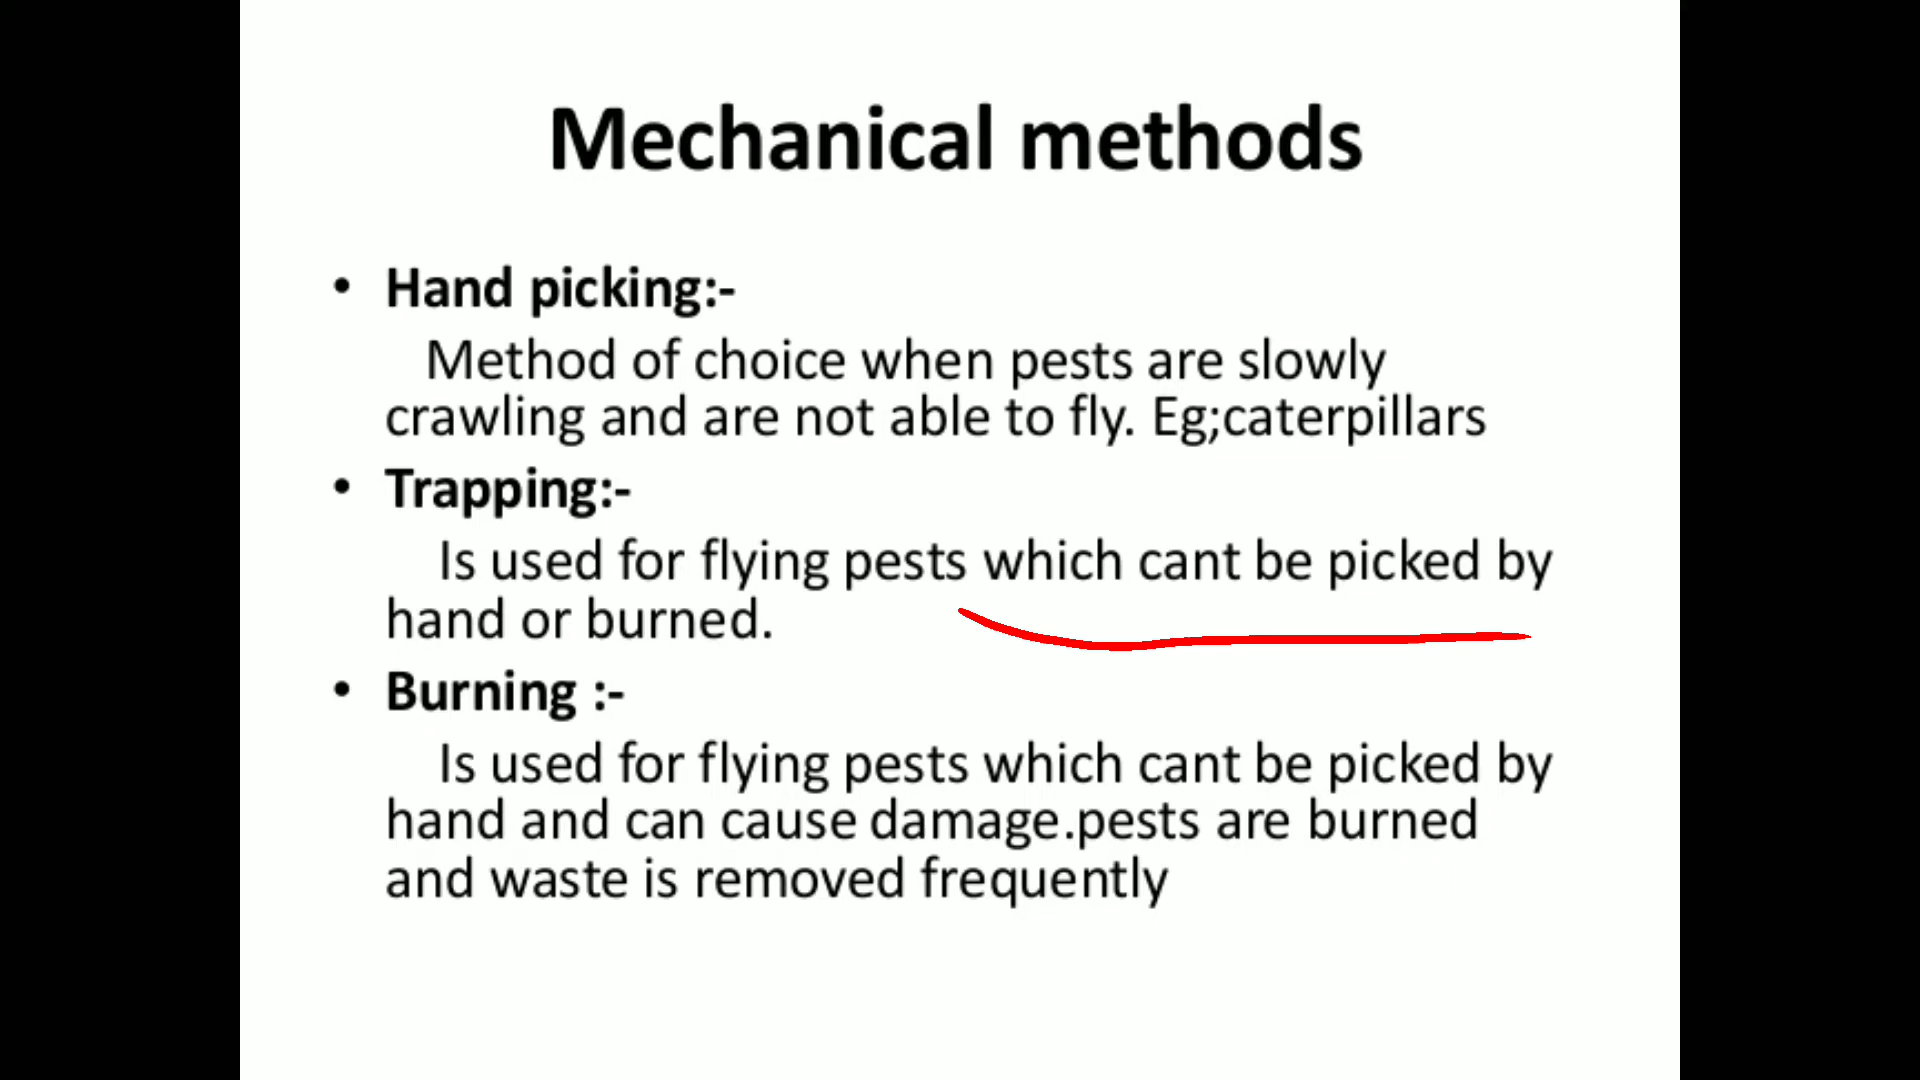 Mechanical methods
• Hand picking:-
Method of choice when pests are slowly
crawling and are not able to fly. Eg;caterpillars
• Trapping:-
Is used for flying pests which cant be picked by
hand or burned.
• Burning :-
Is used for flying pests which cant be picked by
hand and can cause damage.pests are burned
and waste is removed frequently